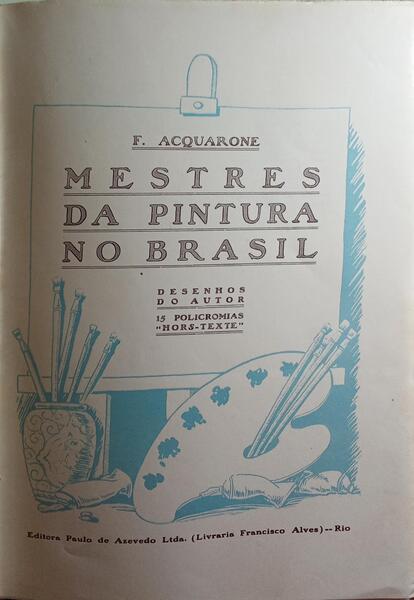 F. ACQUARONE
MESTRES
DA PINTURA
NO BRASIL
DESENHOS
DO AUTOR
15 POLICROMIAS
"HORS-TEXTE"
Editora Paulo de Azevedo Ltda. (Livraria Francisco Alves)--Rio